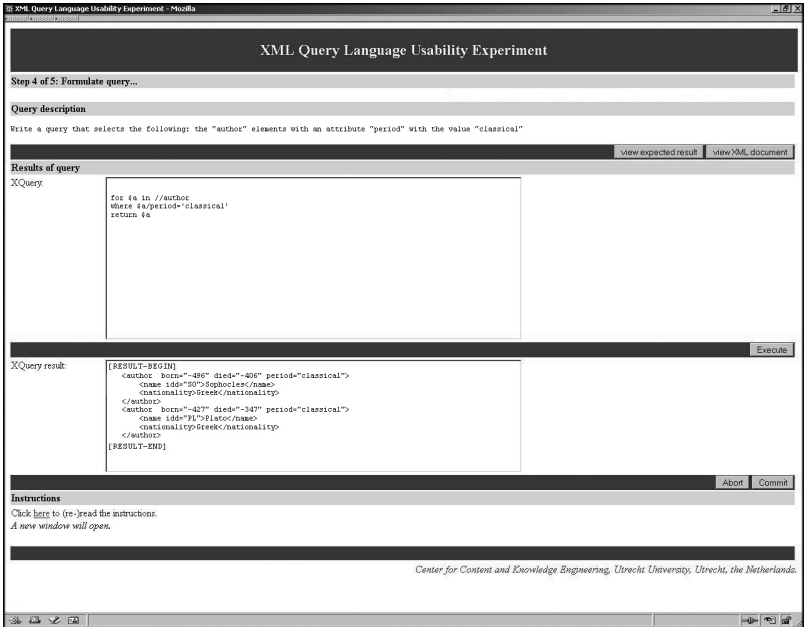 XML Query Language Usability Experiment - Mozilla
XML Query Language Usability Experiment
Step 4 of 5: Formulate query...
Query description
Write a query that selects the following: the "author" elements with an attribute "period" with the value "classical"
view expected result view XML document
Results of query
XQuery:
for $a in //author
where $a/period='classical'
return $a
Execute
XQuery result:
[RESULT-BEGIN]
<author born="-496" died="-406" period="classical">
<name idd="SO">Sophocles</name>
<nationality>Greek</nationality>
</author>
<author born="-427" died="-347" period="classical">
<name idd="PL">Plato</name>
<nationality>Greek</nationality>
</author>
[RESULT-END]
Abort Commit
Instructions
Click here to (re-)read the instructions.
A new window will open.
Center for Content and Knowledge Engineering, Utrecht University, Utrecht, the Netherlands.